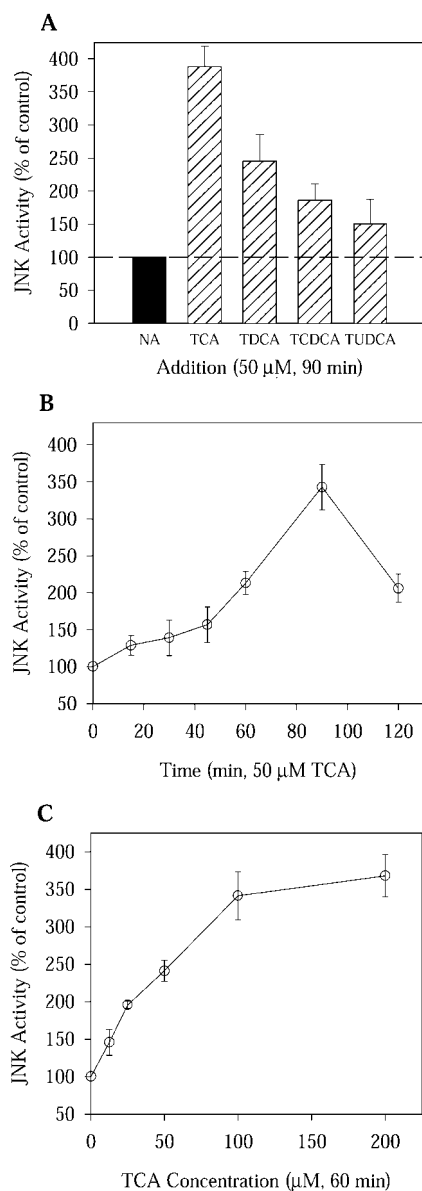 A
JNK Activity (% of control)
400
350
300
250
200
150
100
50
0
NA TCA TDCA TCDCA TUDCA
Addition (50 μM, 90 min)
B
JNK Activity (% of control)
400
350
300
250
200
150
100
50
0 20 40 60 80 100 120
Time (min, 50 μM TCA)
C
JNK Activity (% of control)
400
350
300
250
200
150
100
50
0 50 100 150 200
TCA Concentration (μM, 60 min)